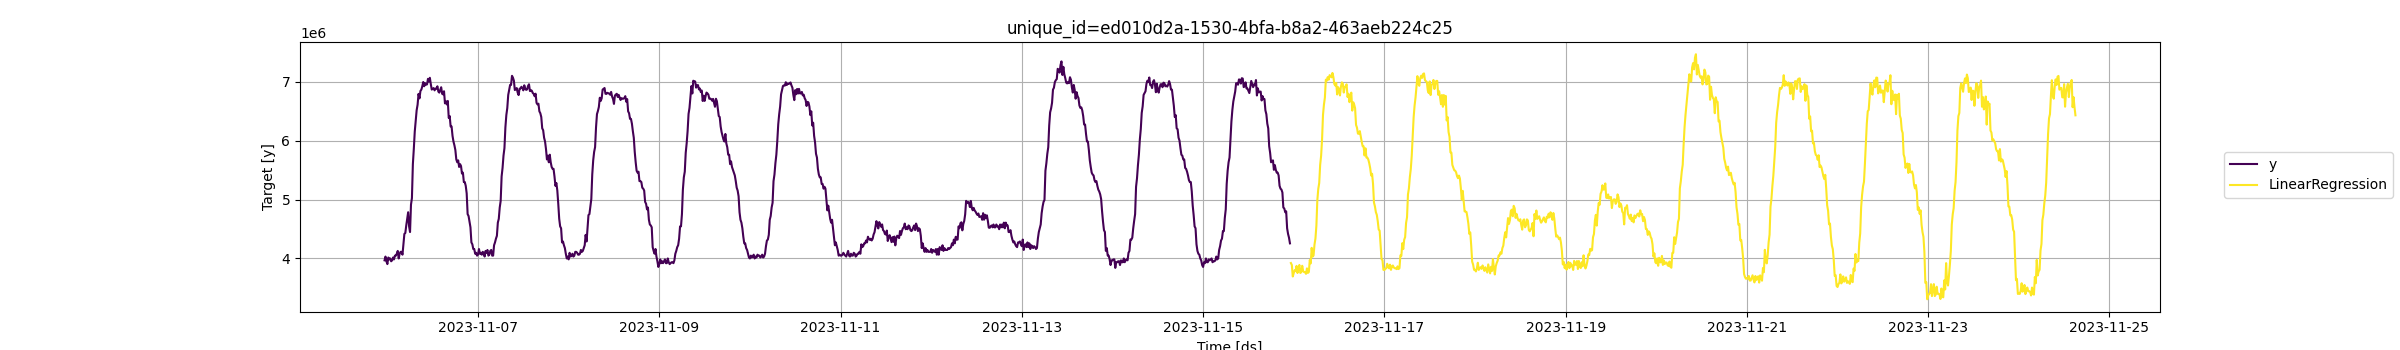 unique_id=ed010d2a-1530-4bfa-b8a2-463aeb224c25
1e6
7
6
5
4
Target [y]
2023-11-07 2023-11-09 2023-11-11 2023-11-13 2023-11-15 2023-11-17 2023-11-19 2023-11-21 2023-11-23 2023-11-25
Time [ds]
y
LinearRegression